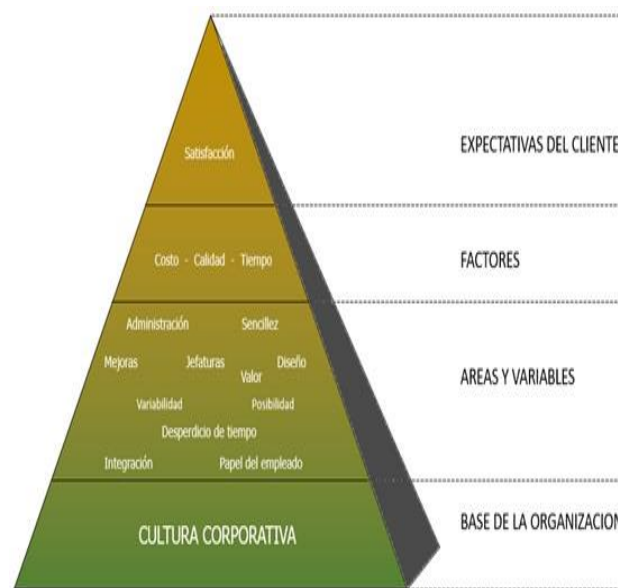 Satisfacción
EXPECTATIVAS DEL CLIENTE
Costo - Calidad - Tiempo
FACTORES
Administración Sencillez
Mejoras Jefaturas Diseño
Valor
Variabilidad Posibilidad
Desperdicio de tiempo
Integración Papel del empleado
AREAS Y VARIABLES
CULTURA CORPORATIVA
BASE DE LA ORGANIZACION